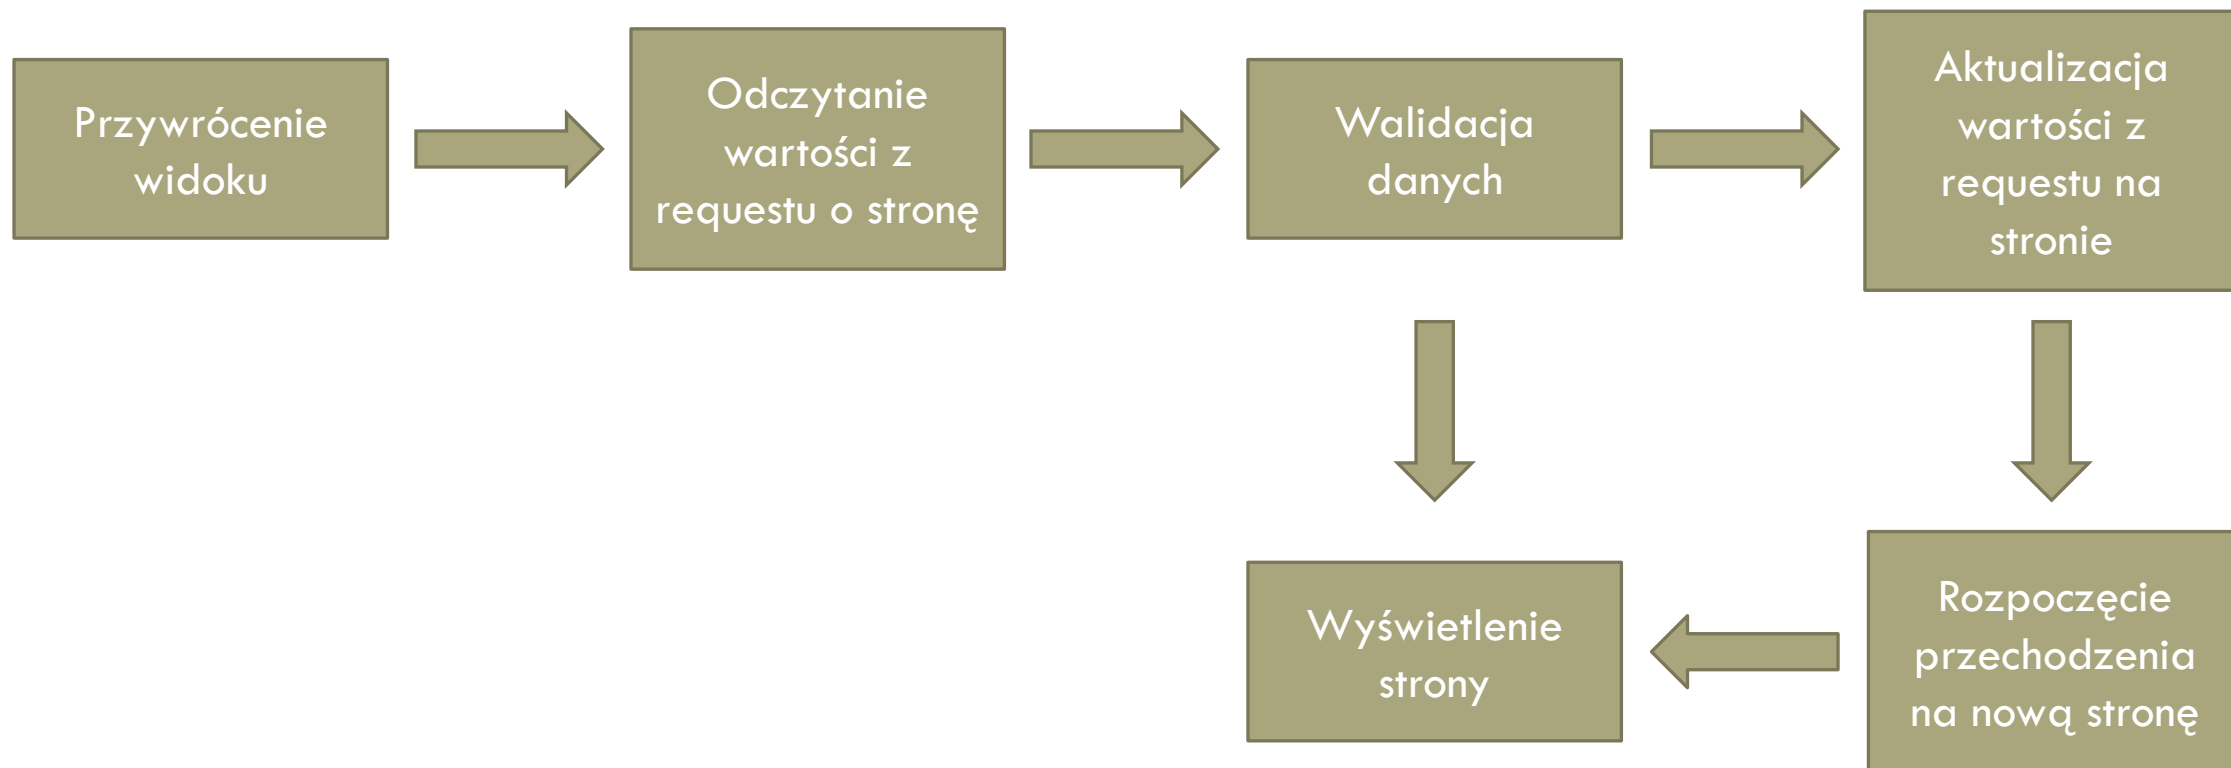 Przywrócenie
widoku
Odczytanie
wartości z
requestu o stronę
Walidacja
danych
Aktualizacja
wartości z
requestu na
stronie
Wyświetlenie
strony
Rozpoczęcie
przechodzenia
na nową stronę